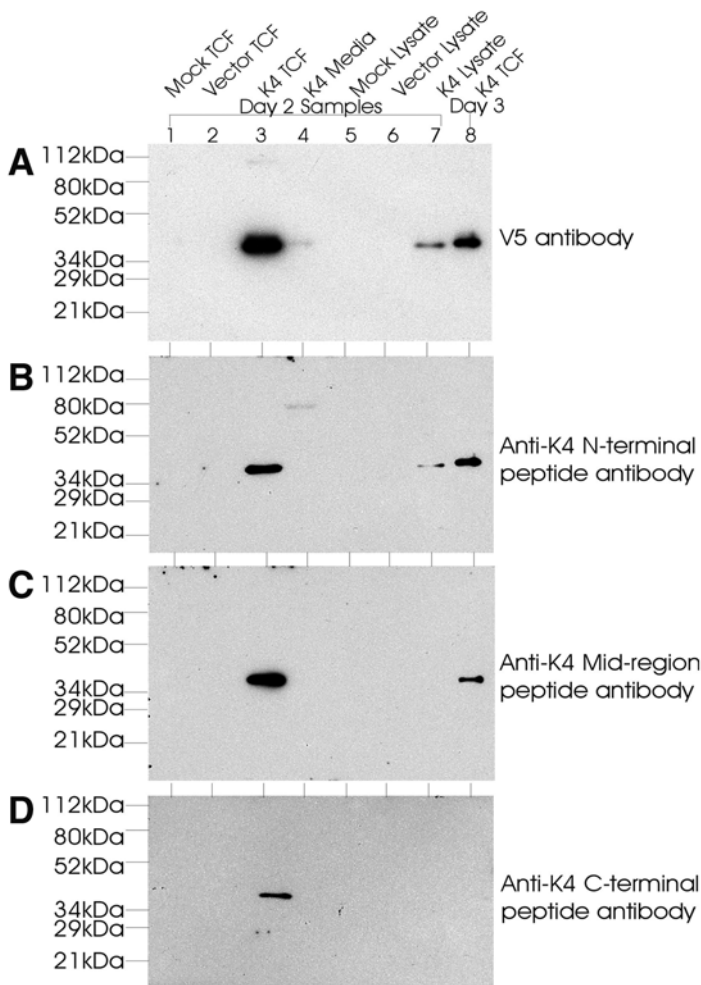 Mock TCF
Vector TCF
K4 TCF
K4 Media
Mock Lysate
Vector Lysate
K4 Lysate
K4 TCF
Day 2 Samples
Day 3
1 2 3 4 5 6 7 8
A
112kDa
80kDa
52kDa
34kDa
29kDa
21kDa
V5 antibody
B
112kDa
80kDa
52kDa
34kDa
29kDa
21kDa
Anti-K4 N-terminal
peptide antibody
C
112kDa
80kDa
52kDa
34kDa
29kDa
21kDa
Anti-K4 Mid-region
peptide antibody
D
112kDa
80kDa
52kDa
34kDa
29kDa
21kDa
Anti-K4 C-terminal
peptide antibody